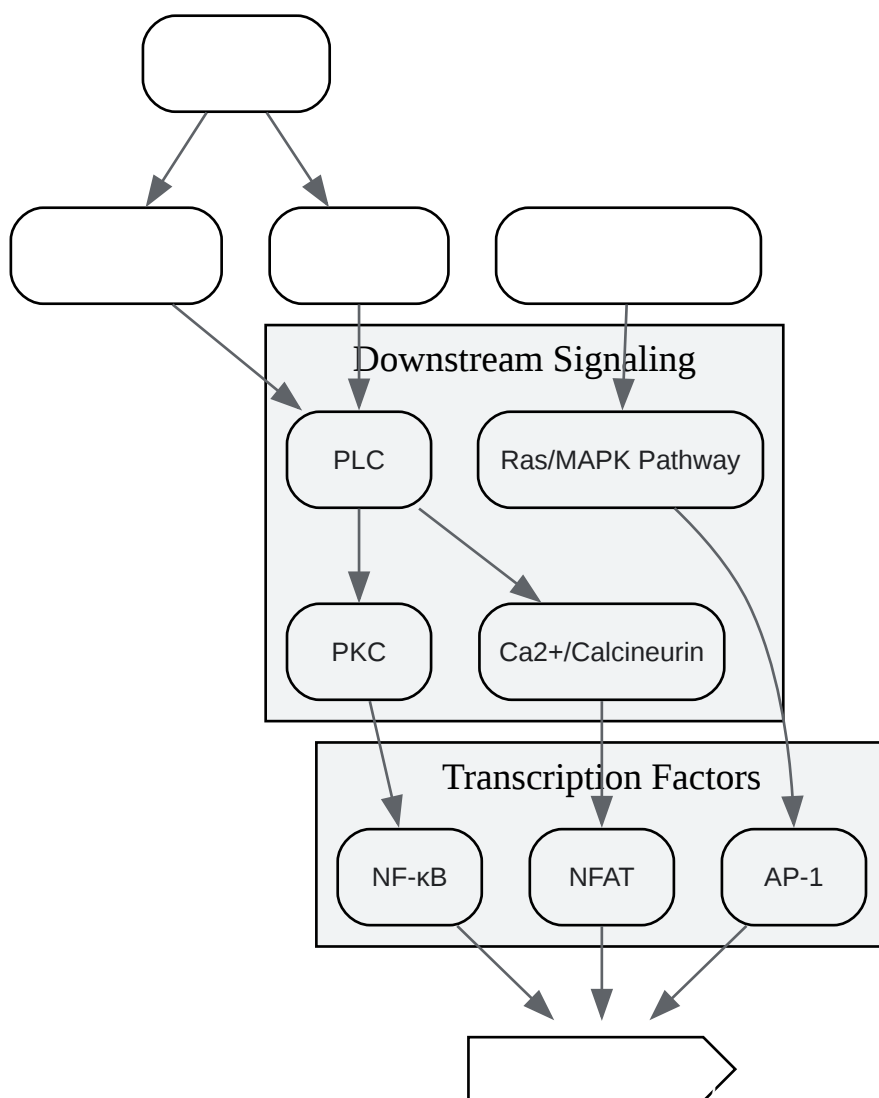 Downstream Signaling
PLC
Ras/MAPK Pathway
PKC
Ca2+/Calcineurin
Transcription Factors
NF-κB
NFAT
AP-1